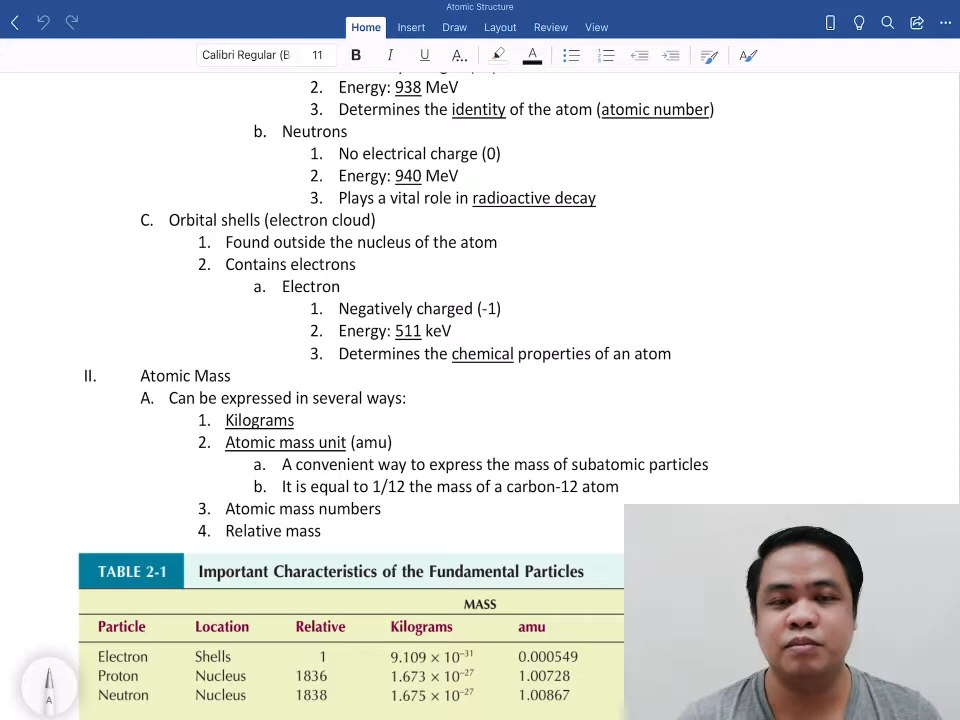 Atomic Structure
Home Insert Draw Layout Review View
Calibri Regular (B 11 B I U A... A
2. Energy: 938 MeV
3. Determines the identity of the atom (atomic number)
b. Neutrons
1. No electrical charge (0)
2. Energy: 940 MeV
3. Plays a vital role in radioactive decay
C. Orbital shells (electron cloud)
1. Found outside the nucleus of the atom
2. Contains electrons
a. Electron
1. Negatively charged (-1)
2. Energy: 511 keV
3. Determines the chemical properties of an atom
II. Atomic Mass
A. Can be expressed in several ways:
1. Kilograms
2. Atomic mass unit (amu)
a. A convenient way to express the mass of subatomic particles
b. It is equal to 1/12 the mass of a carbon-12 atom
3. Atomic mass numbers
4. Relative mass
TABLE 2-1 Important Characteristics of the Fundamental Particles
MASS
Particle Location Relative Kilograms amu
Electron Shells 1 9.109 × 10⁻³¹ 0.000549
Proton Nucleus 1836 1.673 × 10⁻²⁷ 1.00728
Neutron Nucleus 1838 1.675 × 10⁻²⁷ 1.00867
A